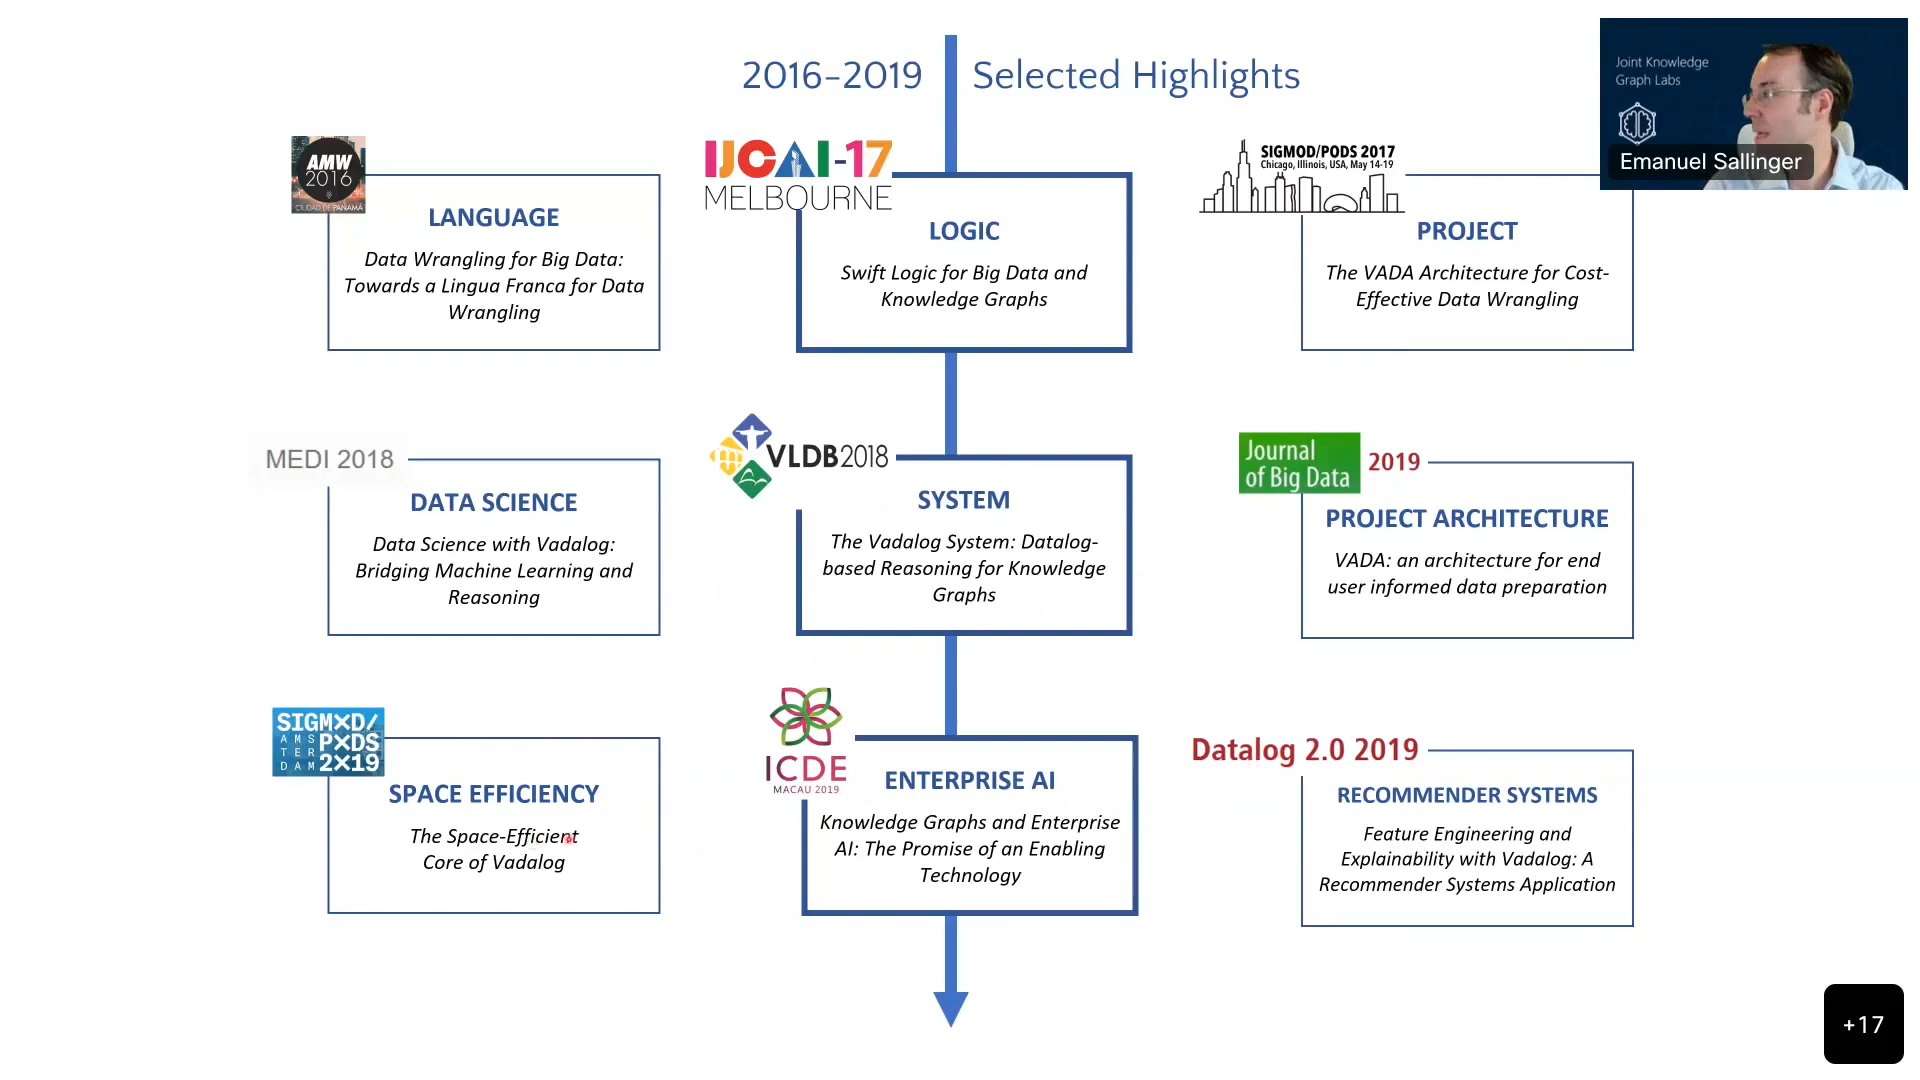 2016-2019 Selected Highlights
Joint Knowledge
Graph Labs
Emanuel Sallinger
AMW
2016
CIUDAD DE PANAMÁ
LANGUAGE
Data Wrangling for Big Data:
Towards a Lingua Franca for Data
Wrangling
IJCAI-17
MELBOURNE
LOGIC
Swift Logic for Big Data and
Knowledge Graphs
SIGMOD/PODS 2017
Chicago, Illinois, USA, May 14-19
PROJECT
The VADA Architecture for Cost-
Effective Data Wrangling
MEDI 2018
DATA SCIENCE
Data Science with Vadalog:
Bridging Machine Learning and
Reasoning
VLDB2018
SYSTEM
The Vadalog System: Datalog-
based Reasoning for Knowledge
Graphs
Journal
of Big Data
2019
PROJECT ARCHITECTURE
VADA: an architecture for end
user informed data preparation
SIGMXD/
AMS PXDS
TER 2X19
DAM
SPACE EFFICIENCY
The Space-Efficient
Core of Vadalog
ICDE
MACAU 2019
ENTERPRISE AI
Knowledge Graphs and Enterprise
AI: The Promise of an Enabling
Technology
Datalog 2.0 2019
RECOMMENDER SYSTEMS
Feature Engineering and
Explainability with Vadalog: A
Recommender Systems Application
+17